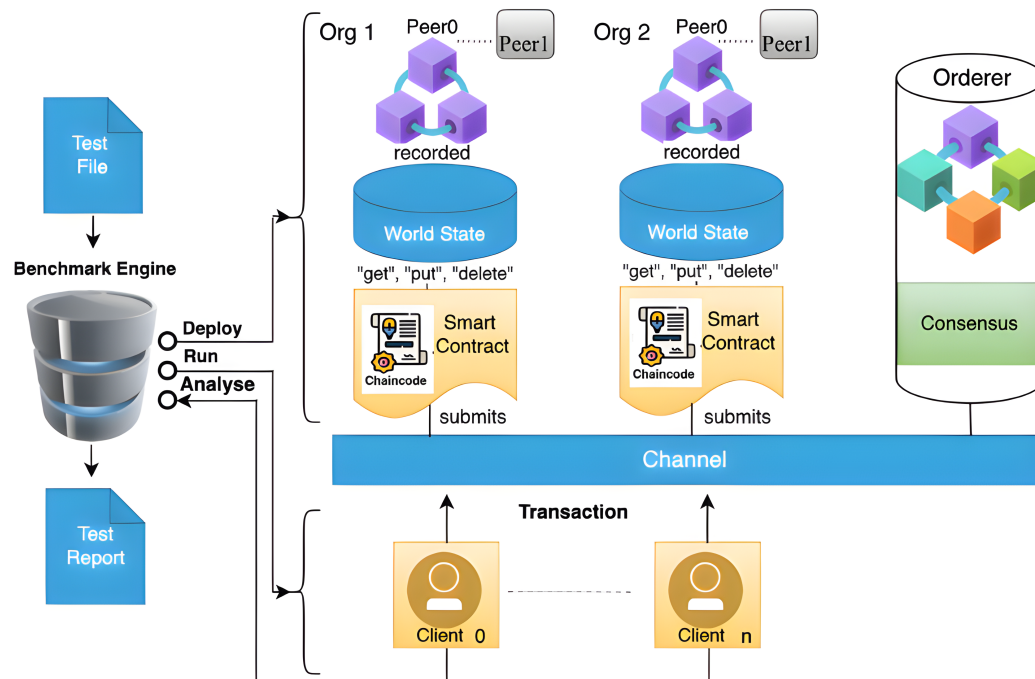 Org 1
Peer0
Peer1
Org 2
Peer0
Peer1
Orderer
Test
File
recorded
recorded
World State
World State
Benchmark Engine
"get", "put", "delete"
"get", "put", "delete"
Deploy
Run
Analyse
Smart
Contract
Chaincode
Smart
Contract
Chaincode
Consensus
submits
submits
Channel
Transaction
Test
Report
Client 0
Client n